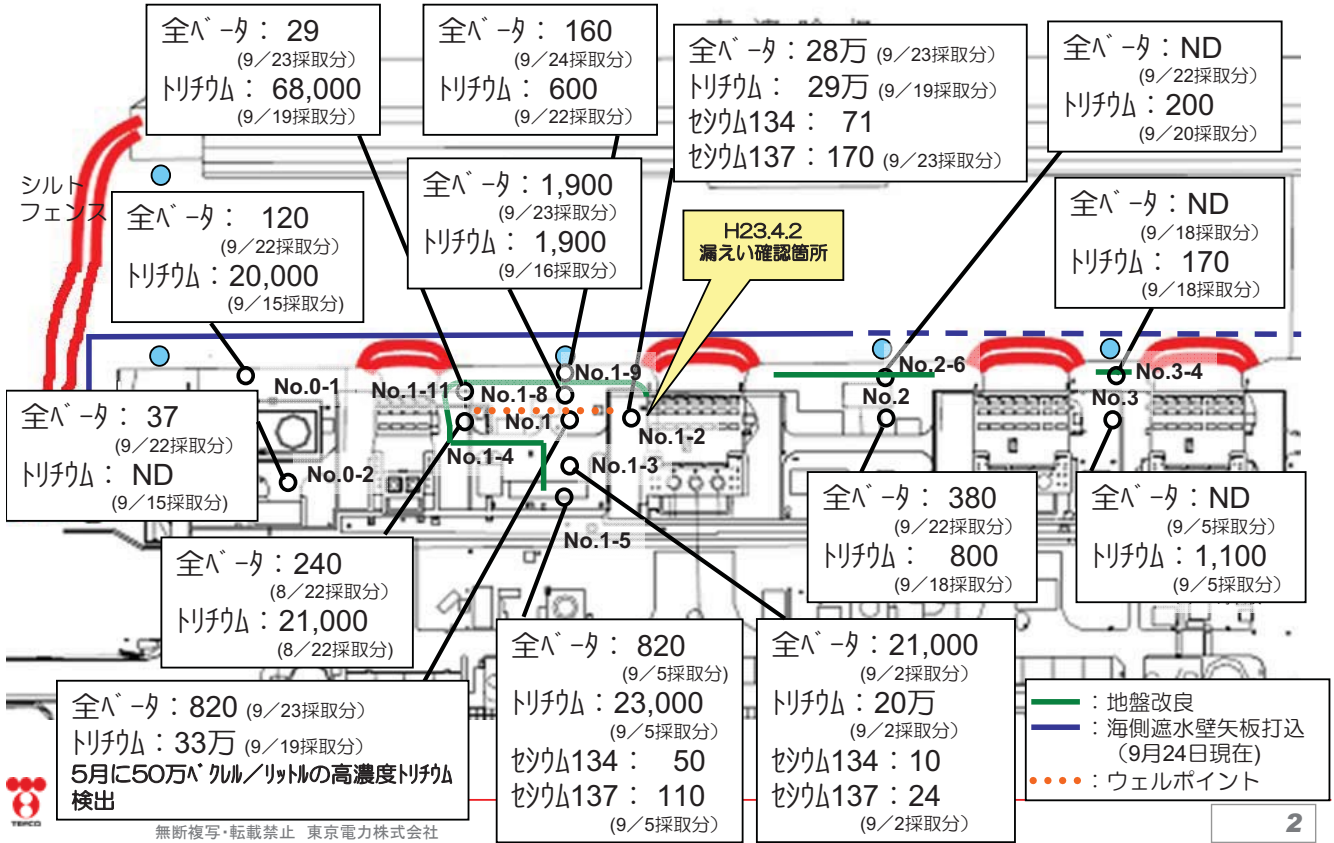 全ベータ：29
(9／23採取分)
トリチウム：68,000
(9／19採取分)
全ベータ：160
(9／24採取分)
トリチウム：600
(9／22採取分)
全ベータ：28万 (9／23採取分)
トリチウム：29万 (9／19採取分)
セシウム134：71
セシウム137：170 (9／23採取分)
全ベータ：ND
(9／22採取分)
トリチウム：200
(9／20採取分)
シルト
フェンス
全ベータ：120
(9／22採取分)
トリチウム：20,000
(9／15採取分)
全ベータ：1,900
(9／23採取分)
トリチウム：1,900
(9／16採取分)
H23.4.2
漏えい確認箇所
全ベータ：ND
(9／18採取分)
トリチウム：170
(9／18採取分)
No.0-1
No.1-11
No.1-8
No.1-9
No.2-6
No.3-4
No.1
No.1-2
No.2
No.3
全ベータ：37
(9／22採取分)
トリチウム：ND
(9／15採取分)
No.0-2
No.1-4
No.1-3
No.1-5
全ベータ：240
(8／22採取分)
トリチウム：21,000
(8／22採取分)
全ベータ：380
(9／22採取分)
トリチウム：800
(9／18採取分)
全ベータ：ND
(9／5採取分)
トリチウム：1,100
(9／5採取分)
全ベータ：820 (9／23採取分)
トリチウム：33万 (9／19採取分)
5月に50万ベクレル／リットルの高濃度トリチウム
検出
全ベータ：820
(9／5採取分)
トリチウム：23,000
(9／5採取分)
セシウム134：50
セシウム137：110
(9／5採取分)
全ベータ：21,000
(9／2採取分)
トリチウム：20万
(9／2採取分)
セシウム134：10
セシウム137：24
(9／2採取分)
：地盤改良
：海側遮水壁矢板打込
（9月24日現在)
：ウェルポイント
TEPCO
無断複写・転載禁止 東京電力株式会社
2